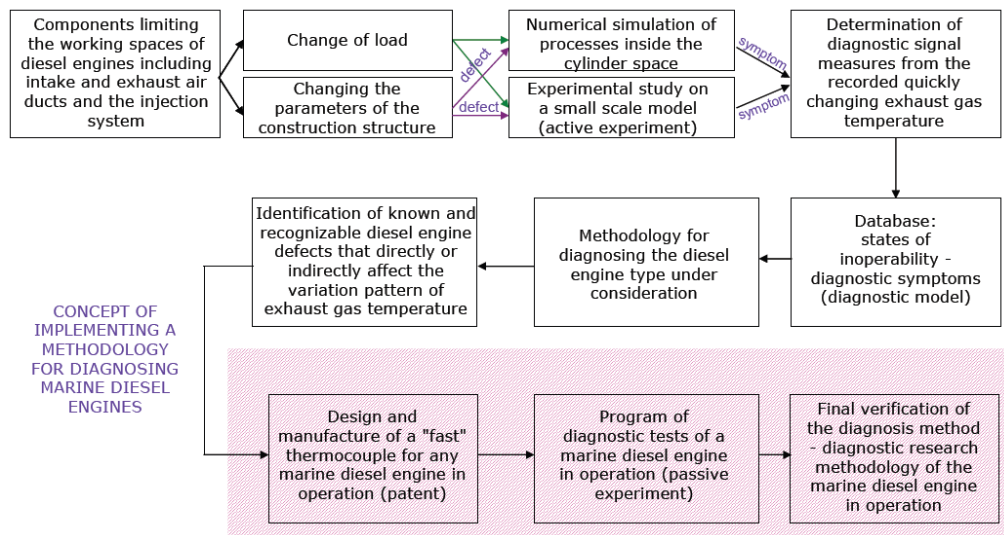 Components limiting
the working spaces of
diesel engines including
intake and exhaust air
ducts and the injection
system
Change of load
Changing the
parameters of the
construction structure
defect
defect
Numerical simulation
of processes inside the
cylinder space
Experimental study on
a small scale model
(active experiment)
symptom
symptom
Determination of
diagnostic signal
measures from the
recorded quickly
changing exhaust gas
temperature
Database:
states of
inoperability -
diagnostic symptoms
(diagnostic model)
Methodology for
diagnosing the diesel
engine type under
consideration
Identification of known and
recognizable diesel engine
defects that directly or
indirectly affect the
variation pattern of
exhaust gas temperature
CONCEPT OF
IMPLEMENTING A
METHODOLOGY
FOR DIAGNOSING
MARINE DIESEL
ENGINES
Design and
manufacture of a "fast"
thermocouple for any
marine diesel engine in
operation (patent)
Program of
diagnostic tests of a
marine diesel engine
in operation (passive
experiment)
Final verification of
the diagnosis method
- diagnostic research
methodology of the
marine diesel engine
in operation